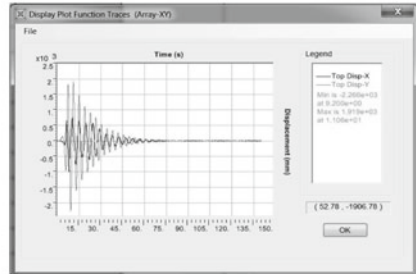 Display Plot Function Traces (Array-XY)
File
Time (s)
x10 3
2.5
2.
1.5
1.
0.5
0.
-0.5
-1.
-1.5
-2.
15. 30. 45. 60. 75. 90. 105. 120. 135. 150.
Displacement (mm)
Legend
Top Disp-X
Top Disp-Y
Min is -2.266e+03
at 9.200e+00
Max is 1.919e+03
at 1.108e+01
( 52.78 , -1906.78 )
OK